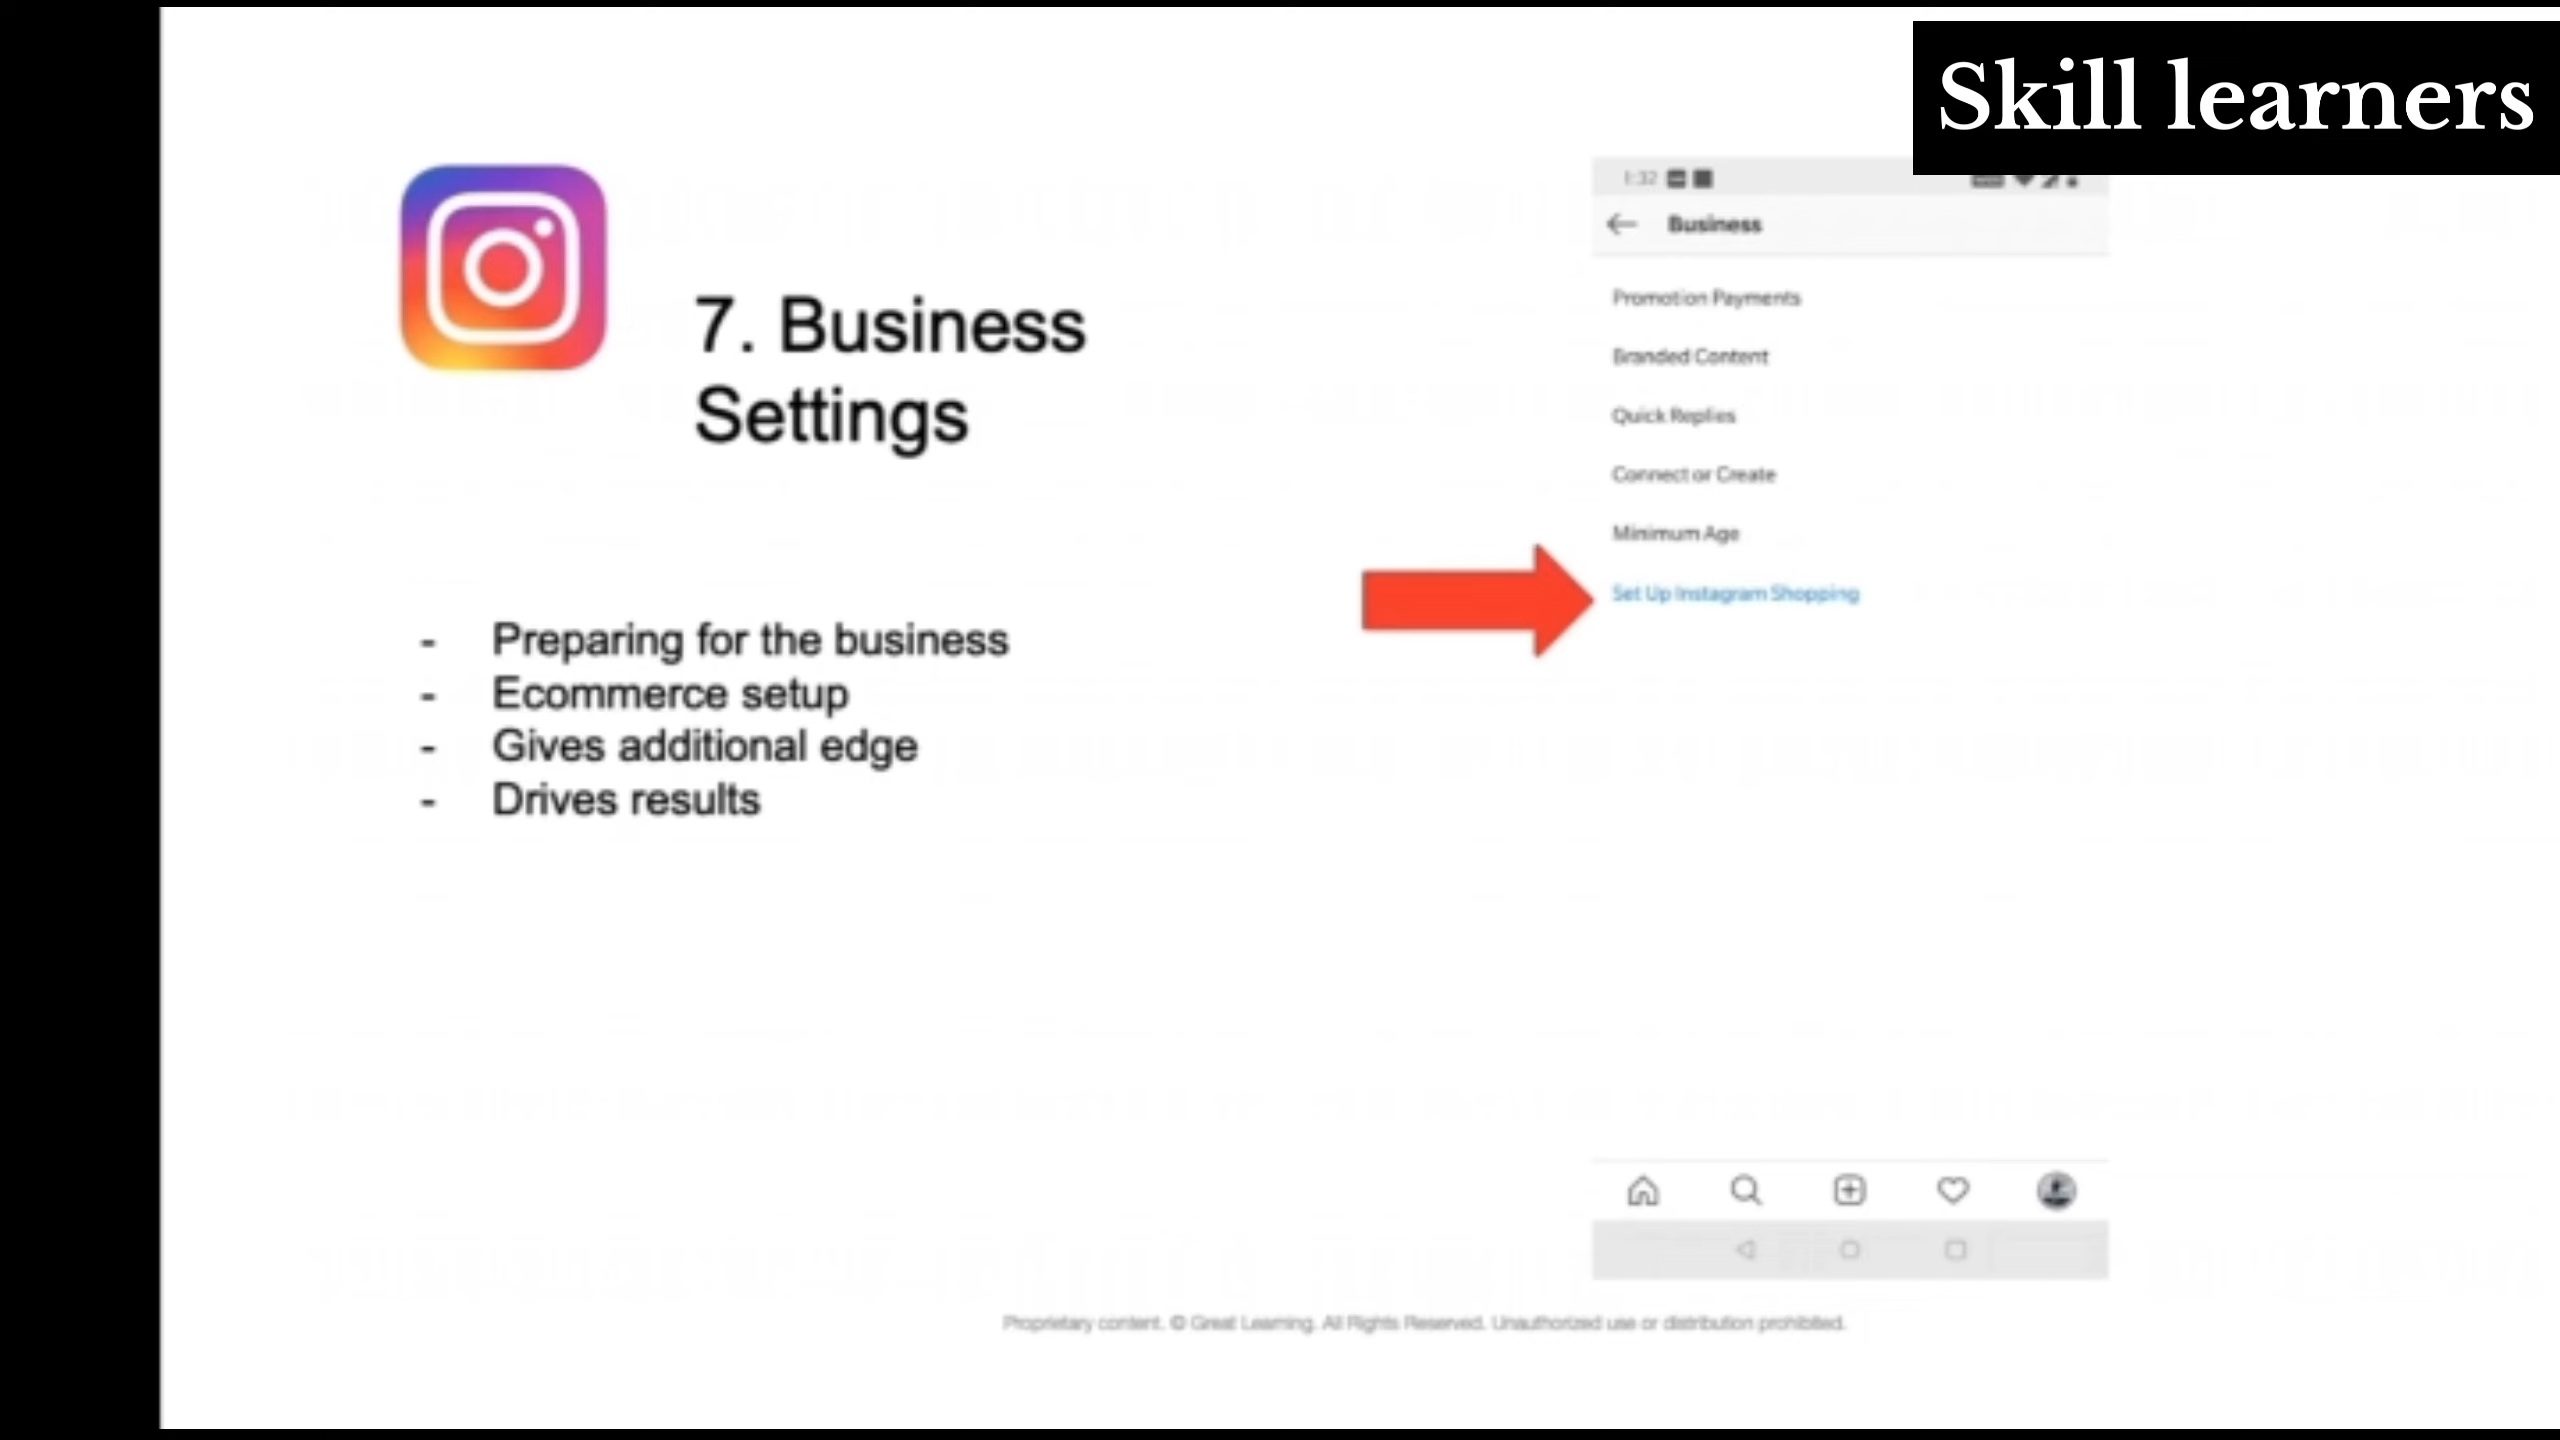 Skill learners
7. Business
Settings
- Preparing for the business
- Ecommerce setup
- Gives additional edge
- Drives results
1:32
Business
Promotion Payments
Branded Content
Quick Replies
Connect or Create
Minimum Age
Set Up Instagram Shopping
Proprietary content. © Great Learning. All Rights Reserved. Unauthorized use or distribution prohibited.